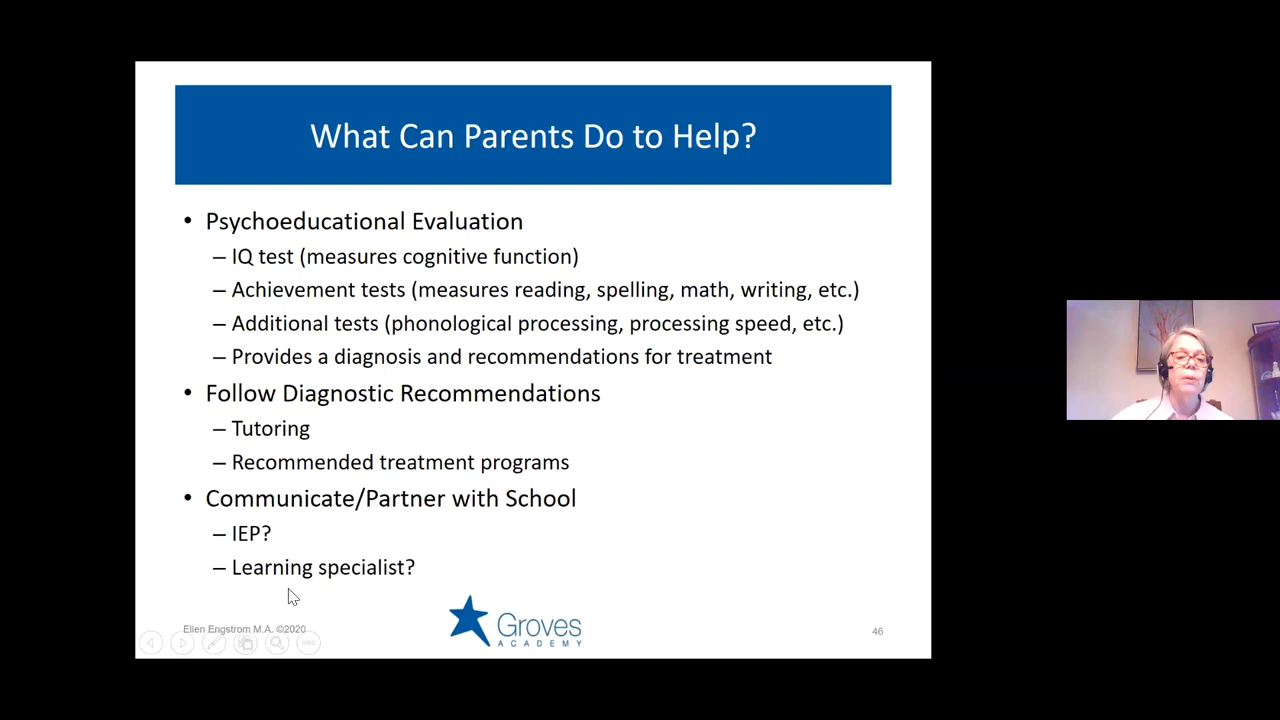 What Can Parents Do to Help?
• Psychoeducational Evaluation
– IQ test (measures cognitive function)
– Achievement tests (measures reading, spelling, math, writing, etc.)
– Additional tests (phonological processing, processing speed, etc.)
– Provides a diagnosis and recommendations for treatment
• Follow Diagnostic Recommendations
– Tutoring
– Recommended treatment programs
• Communicate/Partner with School
– IEP?
– Learning specialist?
Ellen Engstrom M.A. ©2020
Groves
ACADEMY
46